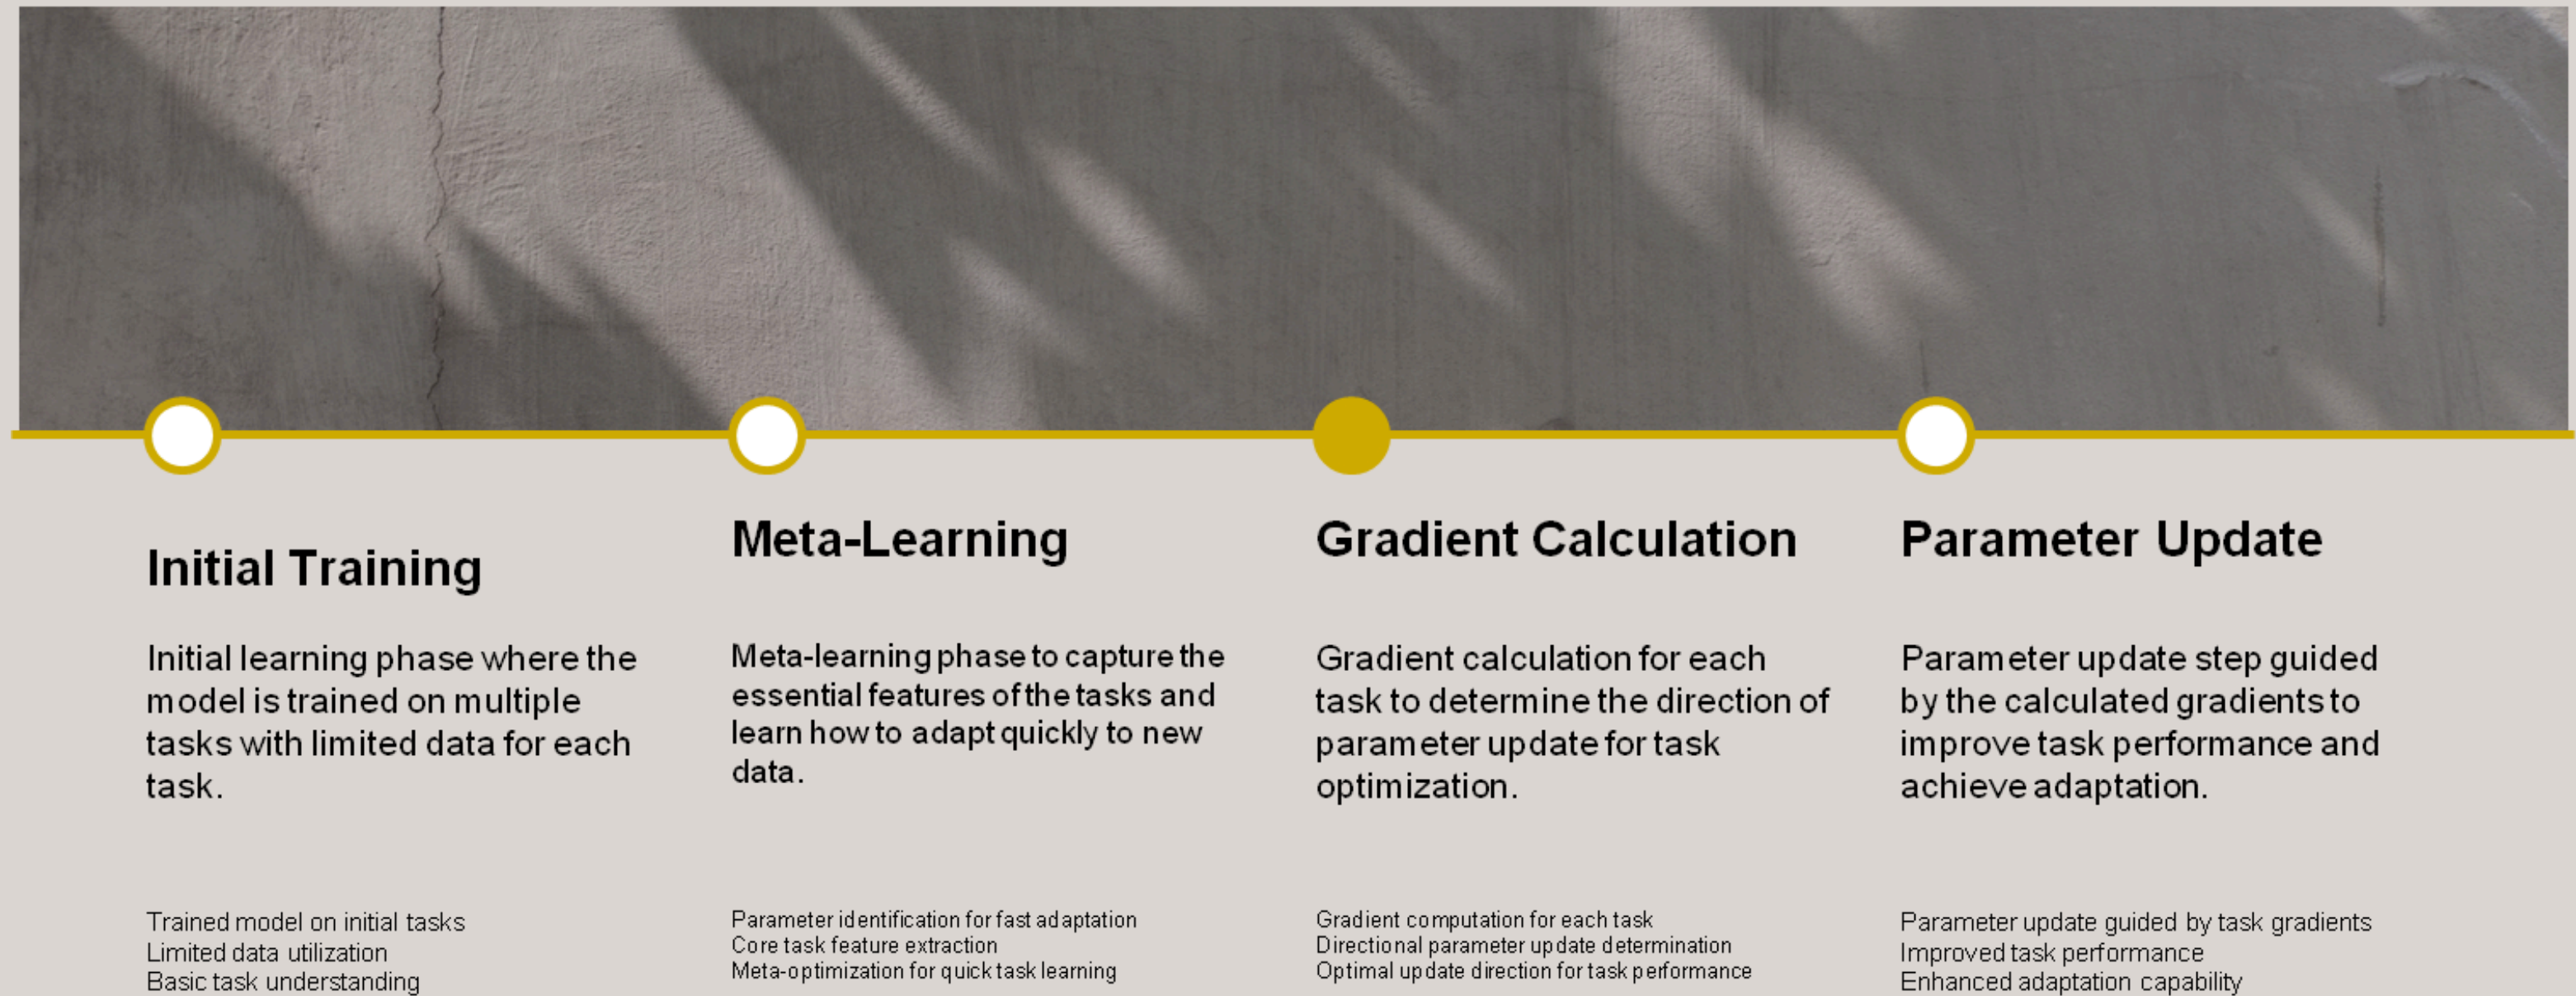 Initial Training
Initial learning phase where the
model is trained on multiple
tasks with limited data for each
task.
Trained model on initial tasks
Limited data utilization
Basic task understanding
Meta-Learning
Meta-learning phase to capture the
essential features of the tasks and
learn how to adapt quickly to new
data.
Parameter identification for fast adaptation
Core task feature extraction
Meta-optimization for quick task learning
Gradient Calculation
Gradient calculation for each
task to determine the direction of
parameter update for task
optimization.
Gradient computation for each task
Directional parameter update determination
Optimal update direction for task performance
Parameter Update
Parameter update step guided
by the calculated gradients to
improve task performance and
achieve adaptation.
Parameter update guided by task gradients
Improved task performance
Enhanced adaptation capability